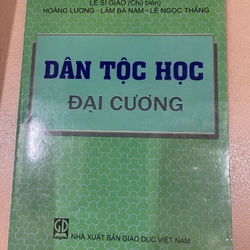 LÊ SĨ GIÁO (Chủ biên)
HOÀNG LƯƠNG - LÂM BÁ NAM - LÊ NGỌC THẮNG
DÂN TỘC HỌC
ĐẠI CƯƠNG
NHÀ XUẤT BẢN GIÁO DỤC VIỆT NAM